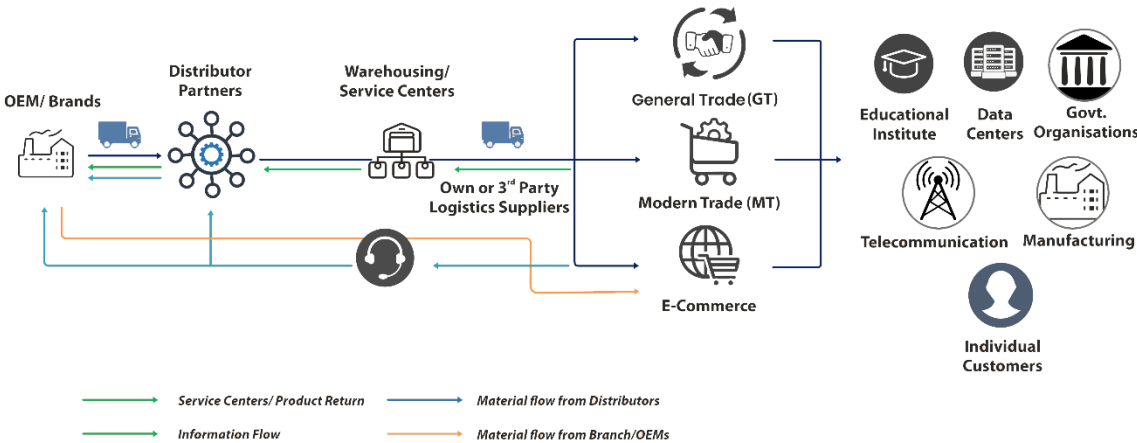 OEM/ Brands
Distributor
Partners
Warehousing/
Service Centers
Own or 3rd Party
Logistics Suppliers
General Trade (GT)
Modern Trade (MT)
E-Commerce
Educational
Institute
Data
Centers
Govt.
Organisations
Telecommunication
Manufacturing
Individual
Customers
Service Centers/ Product Return
Material flow from Distributors
Information Flow
Material flow from Branch/OEMs